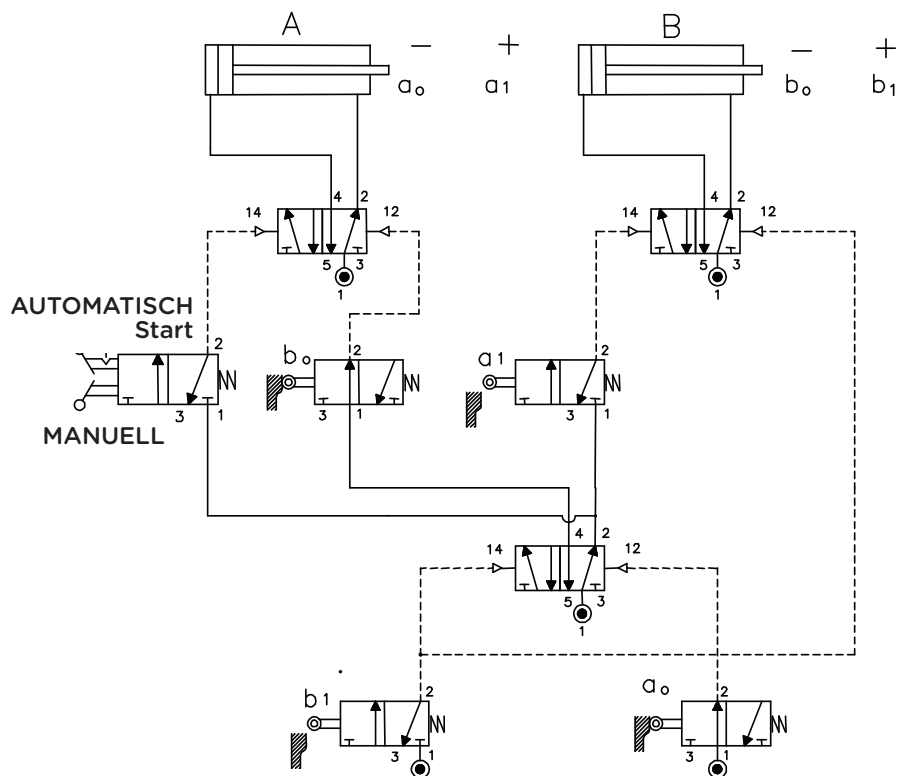 A B
− + − +
a₀ a1 b₀ b₁
4 2 4 2
14 12 14 12
5 3 5 3
1 1
AUTOMATISCH
Start
2 b₀ 2 a1 2
3 1 3 1 3 1
MANUELL
4 2
14 12
5 3
1
b1 2 a₀ 2
3 1 3 1